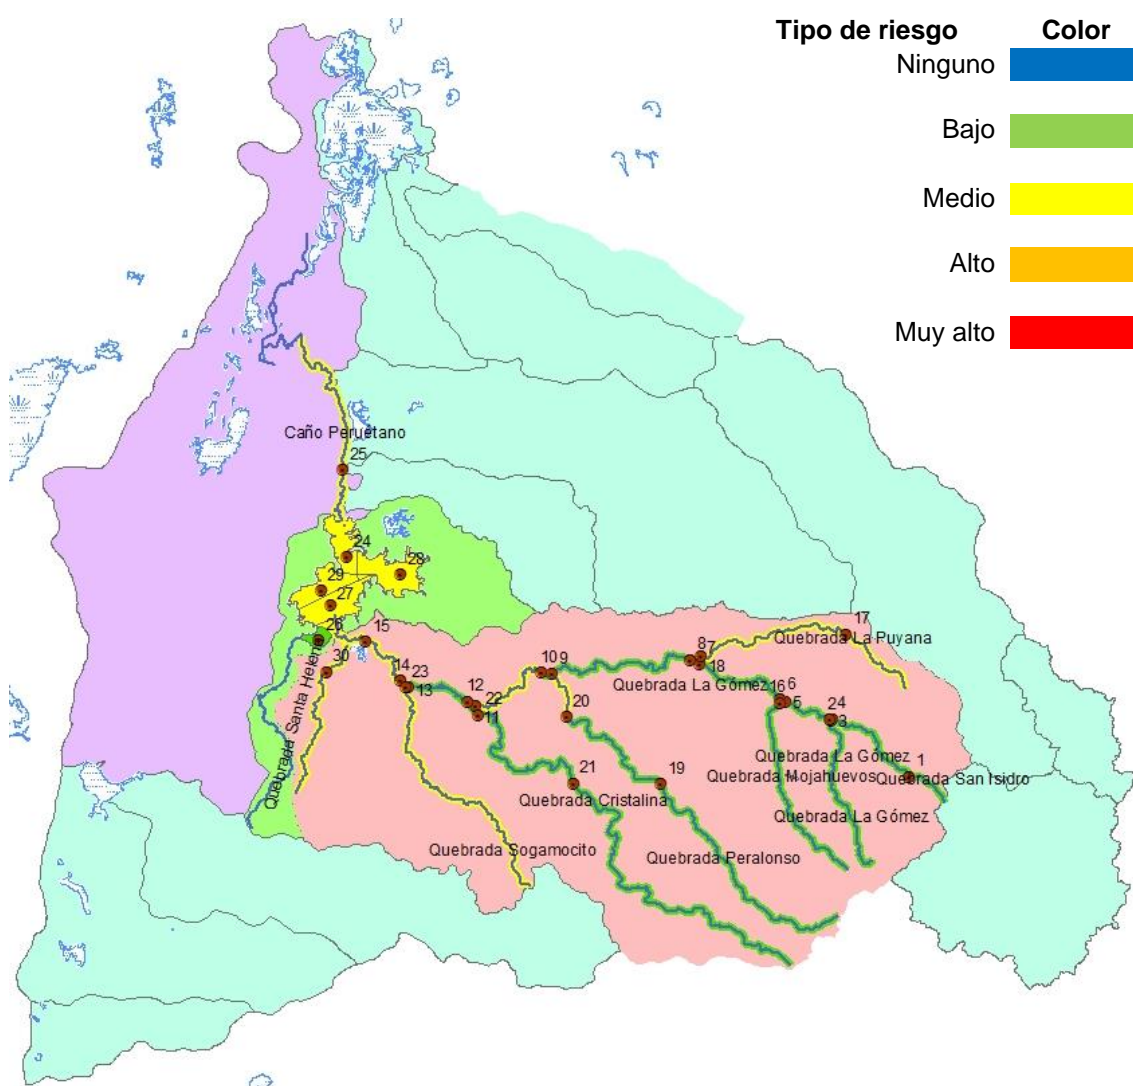 Tipo de riesgo Color
Ninguno
Bajo
Medio
Alto
Muy alto
Caño Peruetano
25
24
28
29
27
26
15
17
Quebrada La Puyana
30
14
23
13
10
9
8
7
18
Quebrada La Gómez
16
6
5
12
22
11
20
24
3
21
19
Quebrada La Gómez
1
Quebrada Mojahuevos
Quebrada San Isidro
Quebrada Cristalina
Quebrada La Gómez
Quebrada Santa Helena
Quebrada Sogamocito
Quebrada Peralonso